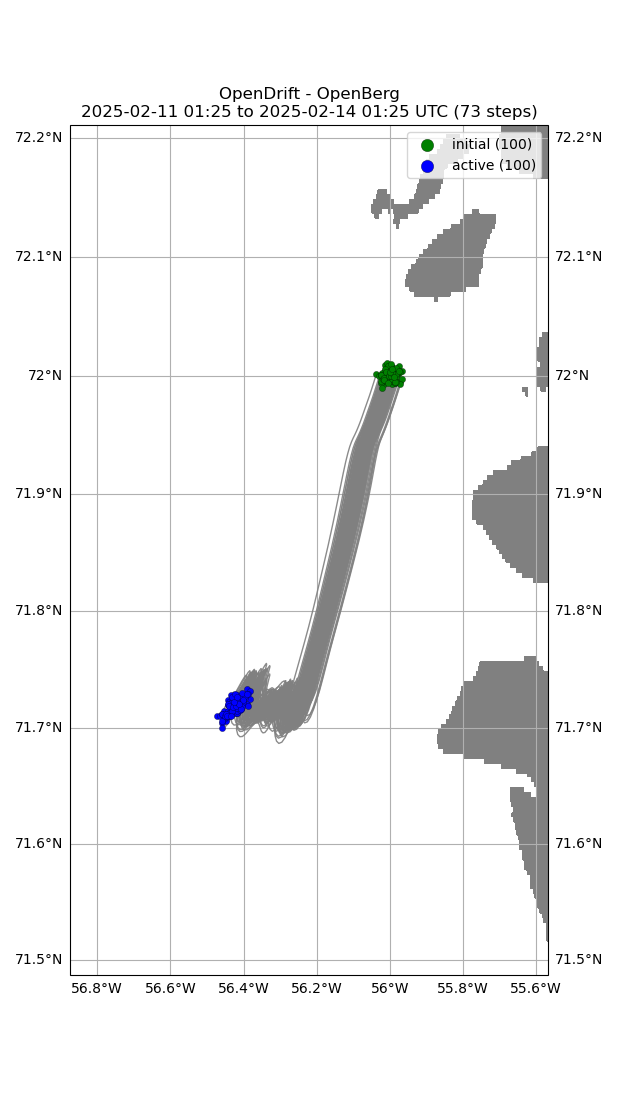 OpenDrift - OpenBerg
2025-02-11 01:25 to 2025-02-14 01:25 UTC (73 steps)
initial (100)
active (100)
72.2°N 72.2°N
72.1°N 72.1°N
72°N 72°N
71.9°N 71.9°N
71.8°N 71.8°N
71.7°N 71.7°N
71.6°N 71.6°N
71.5°N 71.5°N
56.8°W 56.6°W 56.4°W 56.2°W 56°W 55.8°W 55.6°W